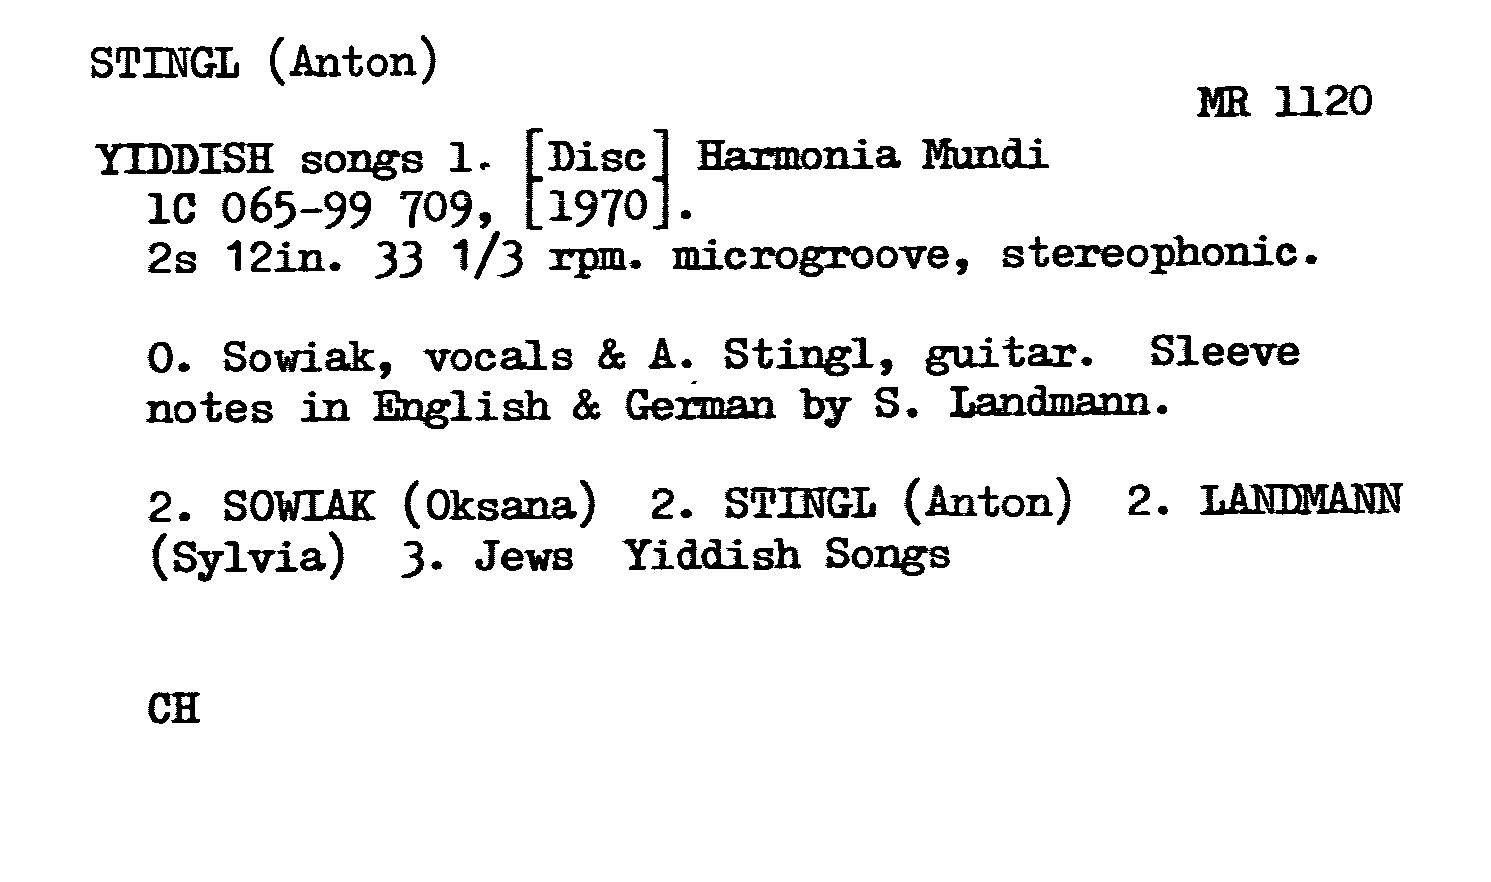 STINGL (Anton)
MR 1120
YIDDISH songs 1. [Disc] Harmonia Mundi
1C 065-99 709, [1970].
2s 12in. 33 1/3 rpm. microgroove, stereophonic.
O. Sowiak, vocals & A. Stingl, guitar. Sleeve
notes in English & German by S. Landmann.
2. SOWIAK (Oksana) 2. STINGL (Anton) 2. LANDMANN
(Sylvia) 3. Jews Yiddish Songs
CH